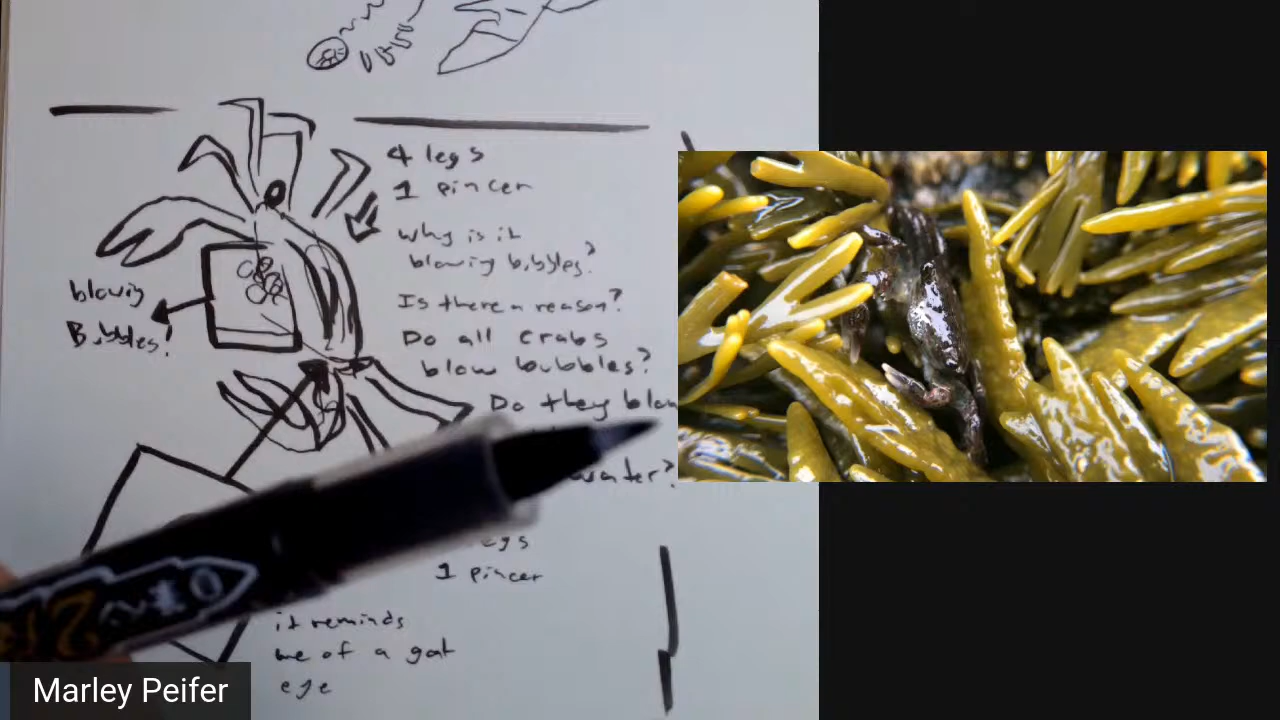 4 legs
1 pincer
Why is it
blowing bubbles?
Is there a reason?
Do all crabs
blow bubbles?
Do they blow
water?
blowing
Bubbles!
egs
1 pincer
it reminds
me of a goat
eye
Marley Peifer